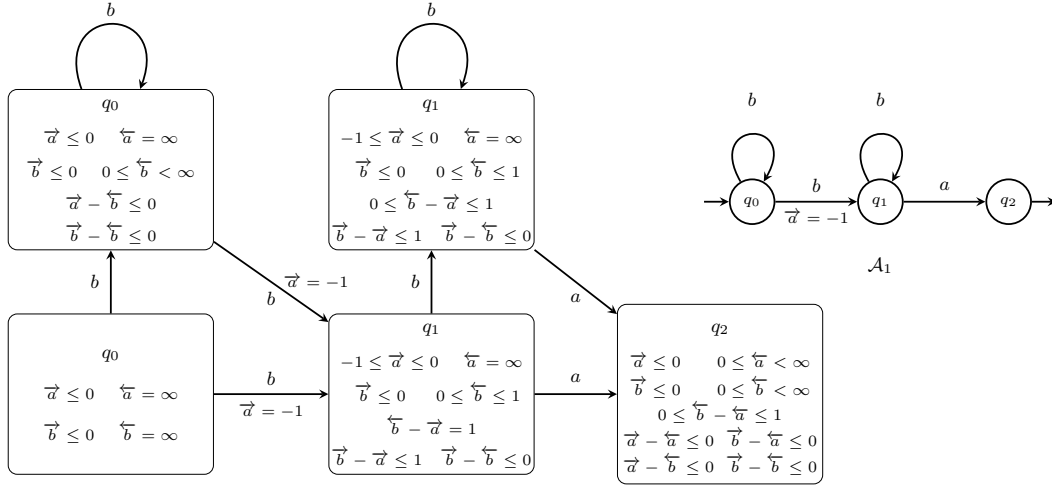 b
q₀
a⃗ ≤ 0 a⃖ = ∞
b⃗ ≤ 0 0 ≤ b⃖ < ∞
a⃗ − b⃖ ≤ 0
b⃗ − b⃖ ≤ 0
b
q₁
−1 ≤ a⃗ ≤ 0 a⃖ = ∞
b⃗ ≤ 0 0 ≤ b⃖ ≤ 1
0 ≤ b⃖ − a⃗ ≤ 1
b⃗ − a⃗ ≤ 1 b⃗ − b⃖ ≤ 0
b
b
q₀
b
a⃗ = −1
q₁
a
q₂
𝒜₁
b
a⃗ = −1
b
b
a
q₀
a⃗ ≤ 0 a⃖ = ∞
b⃗ ≤ 0 b⃖ = ∞
b
a⃗ = −1
q₁
−1 ≤ a⃗ ≤ 0 a⃖ = ∞
b⃗ ≤ 0 0 ≤ b⃖ ≤ 1
b⃖ − a⃗ = 1
b⃗ − a⃗ ≤ 1 b⃗ − b⃖ ≤ 0
a
q₂
a⃗ ≤ 0 0 ≤ a⃖ < ∞
b⃗ ≤ 0 0 ≤ b⃖ < ∞
0 ≤ b⃖ − a⃖ ≤ 1
a⃗ − a⃖ ≤ 0 b⃗ − a⃖ ≤ 0
a⃗ − b⃖ ≤ 0 b⃗ − b⃖ ≤ 0